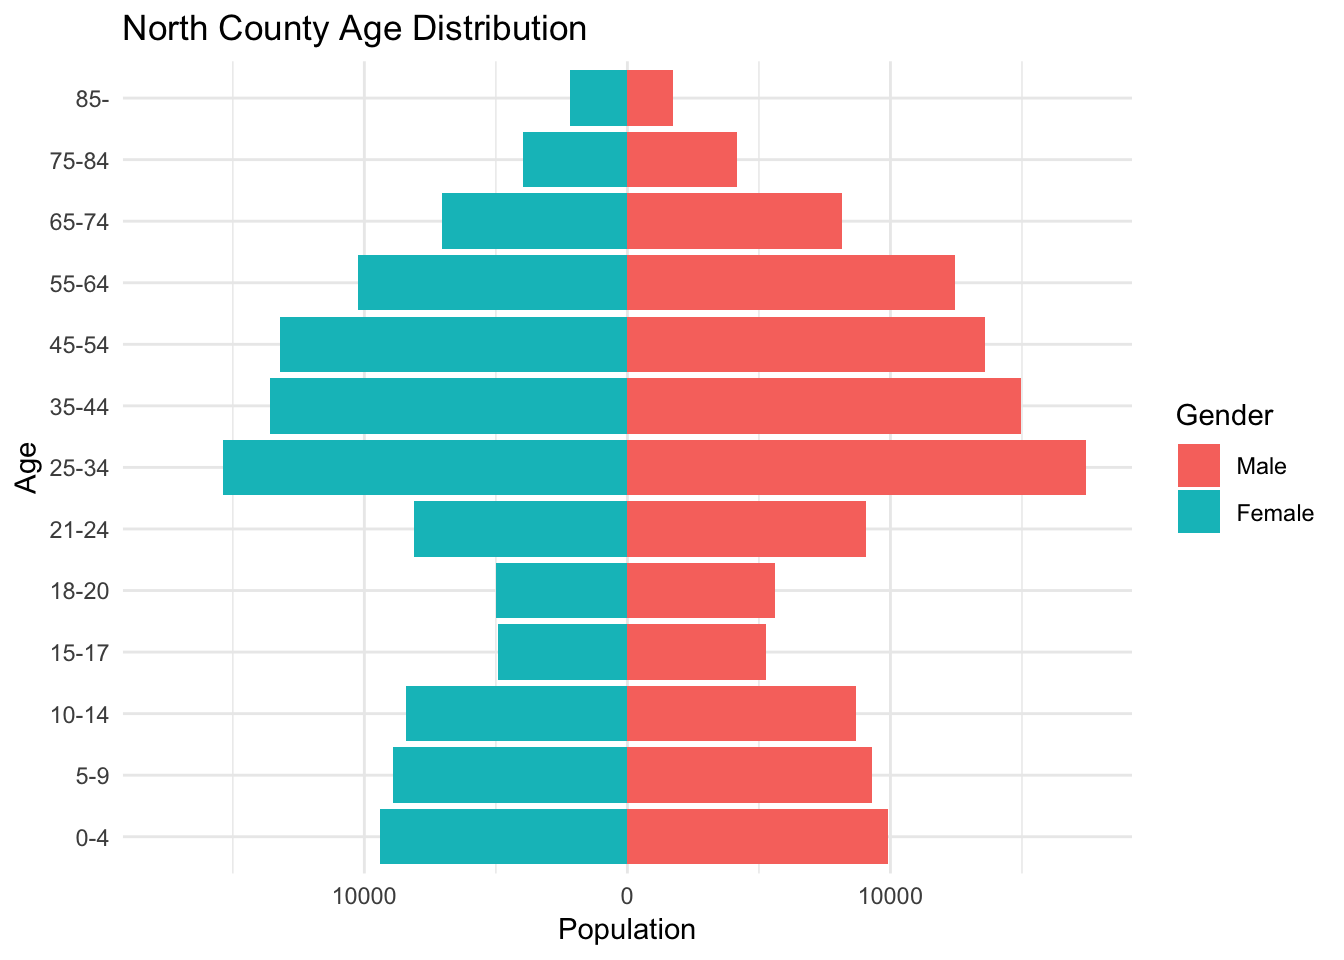 North County Age Distribution
85-
75-84
65-74
55-64
45-54
35-44
25-34
21-24
18-20
15-17
10-14
5-9
0-4
Age
10000 0 10000
Population
Gender
Male
Female